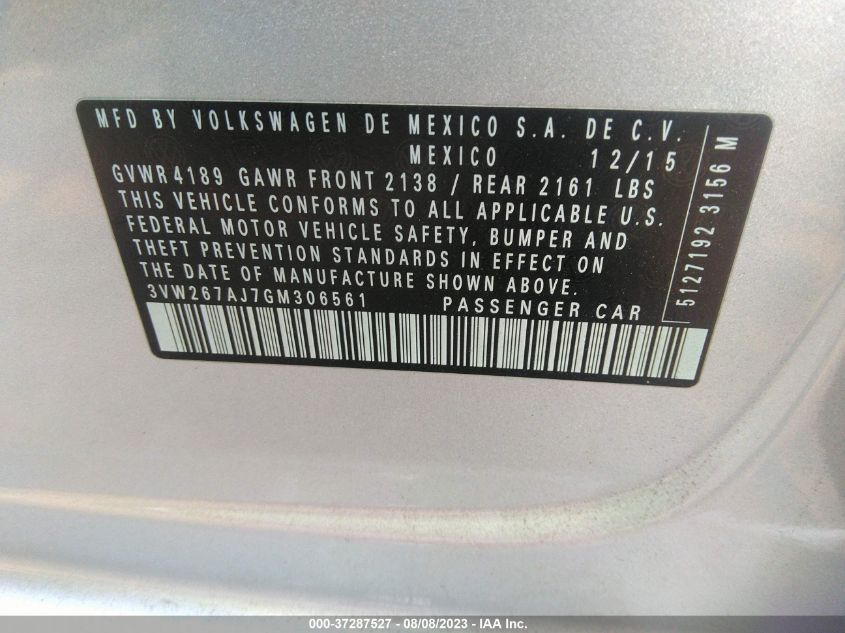 MFD BY VOLKSWAGEN DE MEXICO S.A. DE C.V.
MEXICO 12/15
GVWR 4189 GAWR FRONT 2138 / REAR 2161 LBS
THIS VEHICLE CONFORMS TO ALL APPLICABLE U.S.
FEDERAL MOTOR VEHICLE SAFETY, BUMPER AND
THEFT PREVENTION STANDARDS IN EFFECT ON
THE DATE OF MANUFACTURE SHOWN ABOVE.
3VW267AJ7GM306561 PASSENGER CAR
5127192 3156 M
000-37287527 - 08/08/2023 - IAA Inc.